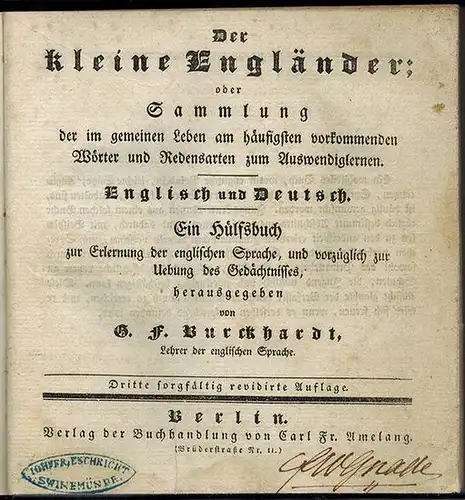 Der
kleine Engländer;
oder
Sammlung
der im gemeinen Leben am häufigsten vorkommenden
Wörter und Redensarten zum Auswendiglernen.
Englisch und Deutsch.
Ein Hülfsbuch
zur Erlernung der englischen Sprache, und vorzüglich zur
Uebung des Gedächtnisses,
herausgegeben
von
G. F. Burckhardt,
Lehrer der englischen Sprache.
Dritte sorgfältig revidirte Auflage.
Berlin.
Verlag der Buchhandlung von Carl Fr. Amelang.
(Brüderstraße Nr. 11.)
SWINEMÜNDE.